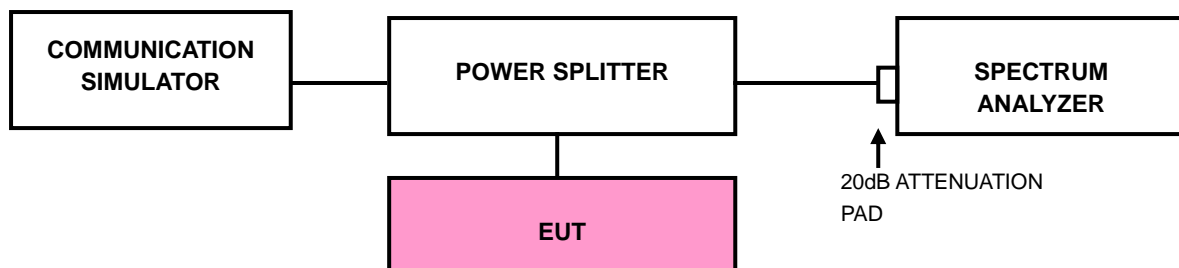 COMMUNICATION
SIMULATOR
POWER SPLITTER
SPECTRUM
ANALYZER
20dB ATTENUATION
PAD
EUT